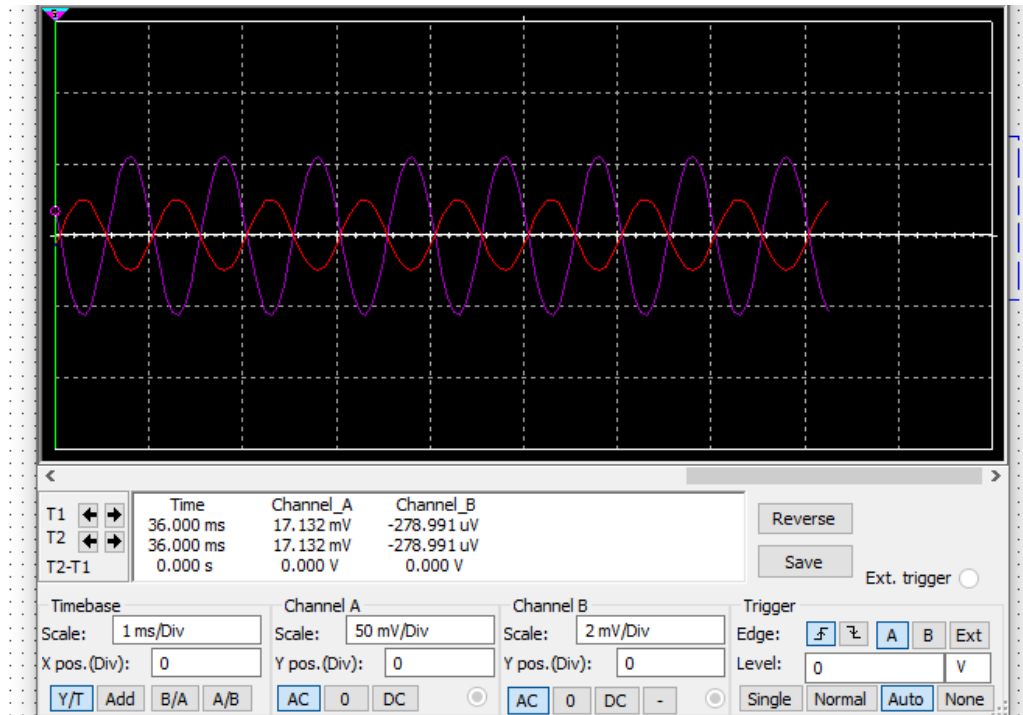 Time Channel_A Channel_B
T1 36.000 ms 17.132 mV -278.991 uV
T2 36.000 ms 17.132 mV -278.991 uV
T2-T1 0.000 s 0.000 V 0.000 V
Reverse
Save
Ext. trigger
Timebase
Scale: 1 ms/Div
X pos.(Div): 0
Y/T Add B/A A/B
Channel A
Scale: 50 mV/Div
Y pos.(Div): 0
AC 0 DC
Channel B
Scale: 2 mV/Div
Y pos.(Div): 0
AC 0 DC -
Trigger
Edge: A B Ext
Level: 0 V
Single Normal Auto None